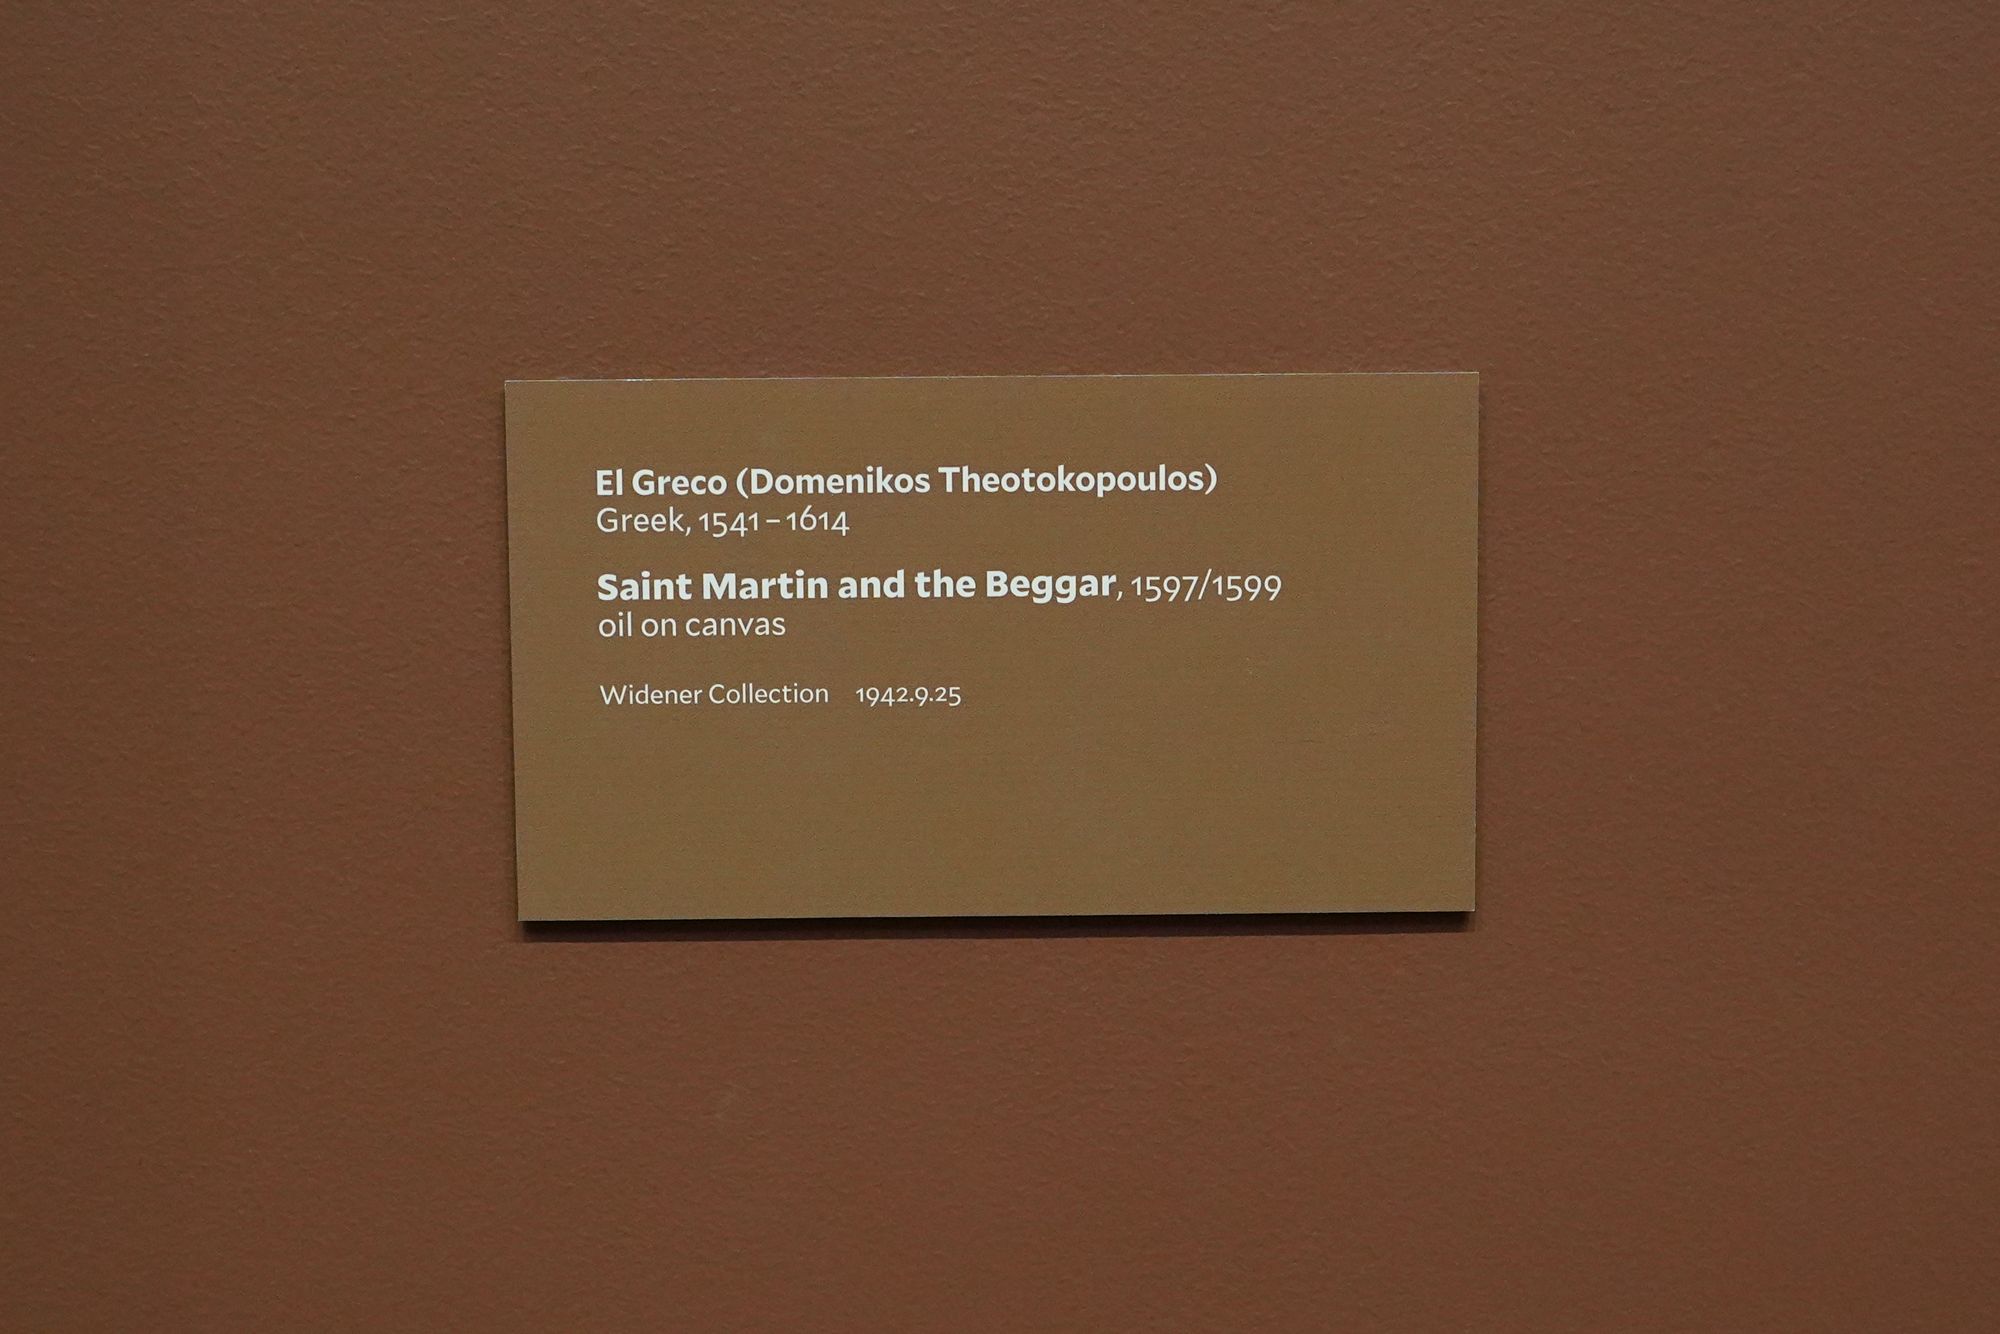 El Greco (Domenikos Theotokopoulos)
Greek, 1541–1614
Saint Martin and the Beggar, 1597/1599
oil on canvas
Widener Collection 1942.9.25